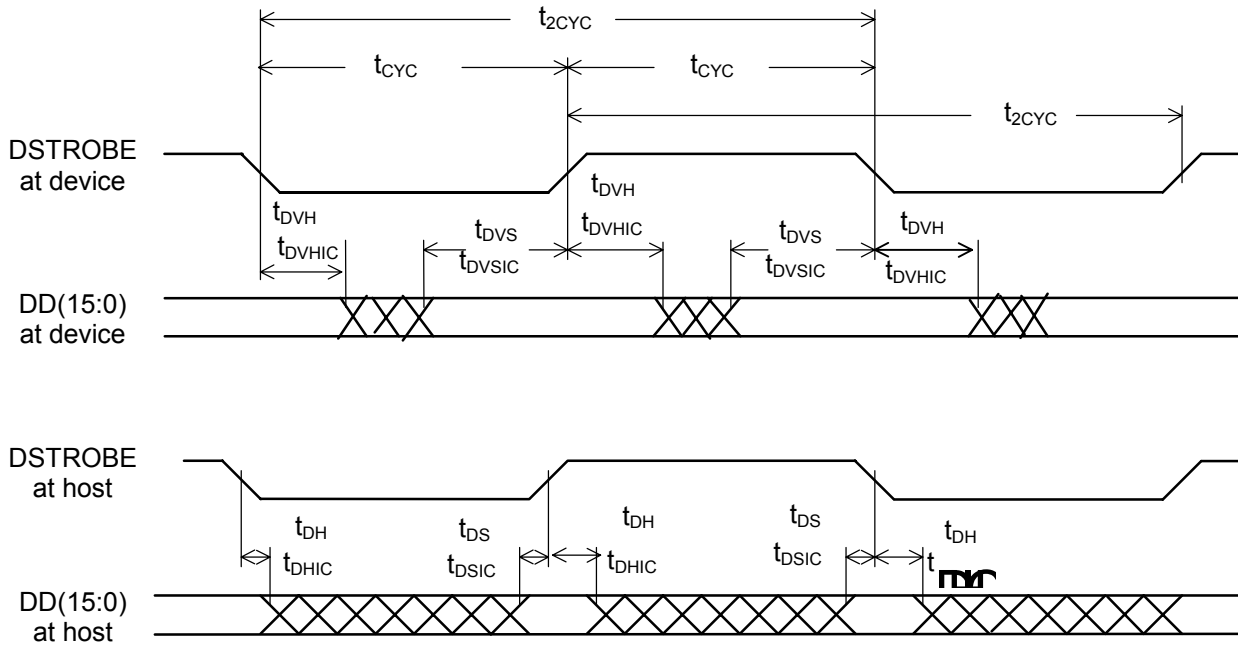 t2CYC
tCYC
tCYC
t2CYC
DSTROBE
at device
tDVH
tDVHIC
tDVS
tDVSIC
tDVH
tDVHIC
tDVS
tDVSIC
tDVH
tDVHIC
DD(15:0)
at device
DSTROBE
at host
tDH
tDHIC
tDS
tDSIC
tDH
tDHIC
tDS
tDSIC
tDH
t
DD(15:0)
at host